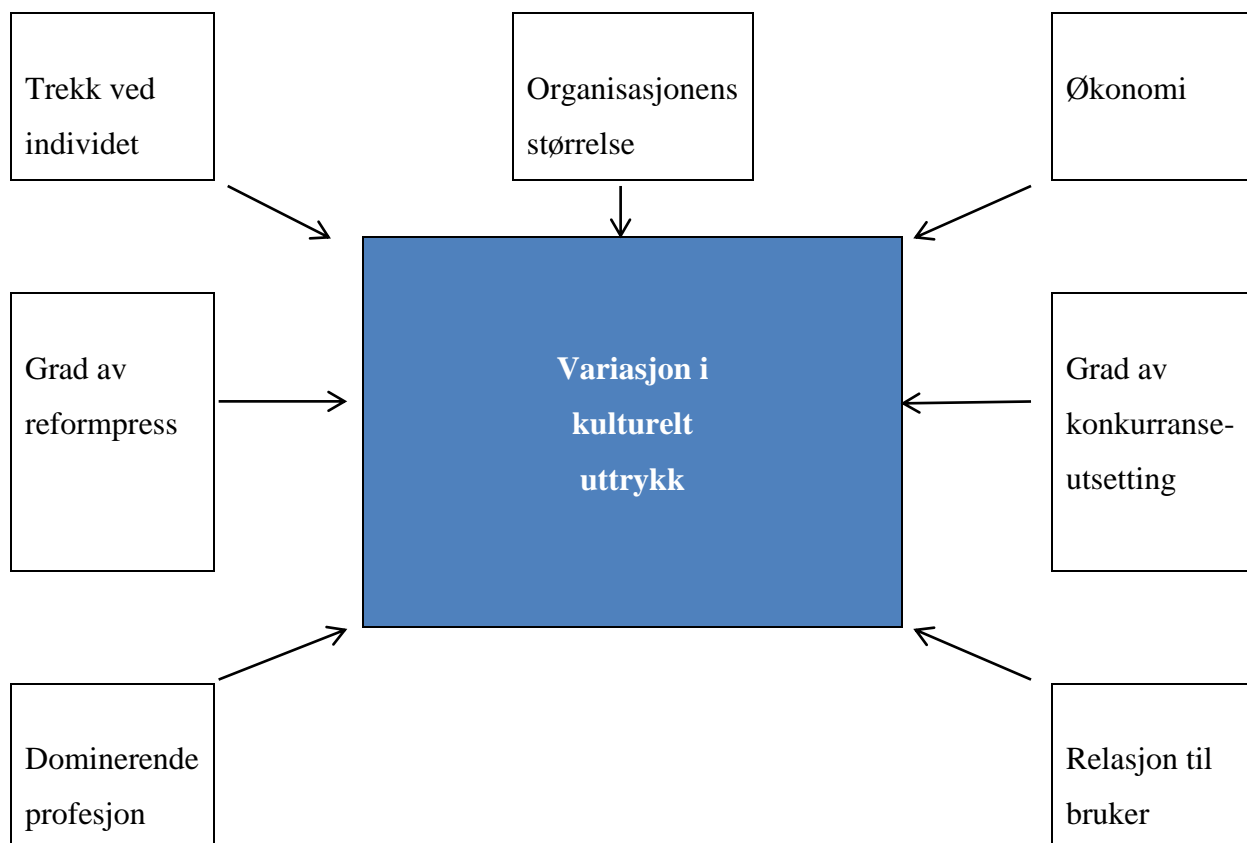 Trekk ved
individet
Organisasjonens
størrelse
Økonomi
Grad av
reformpress
Variasjon i
kulturelt
uttrykk
Grad av
konkurranse-
utsetting
Dominerende
profesjon
Relasjon til
bruker